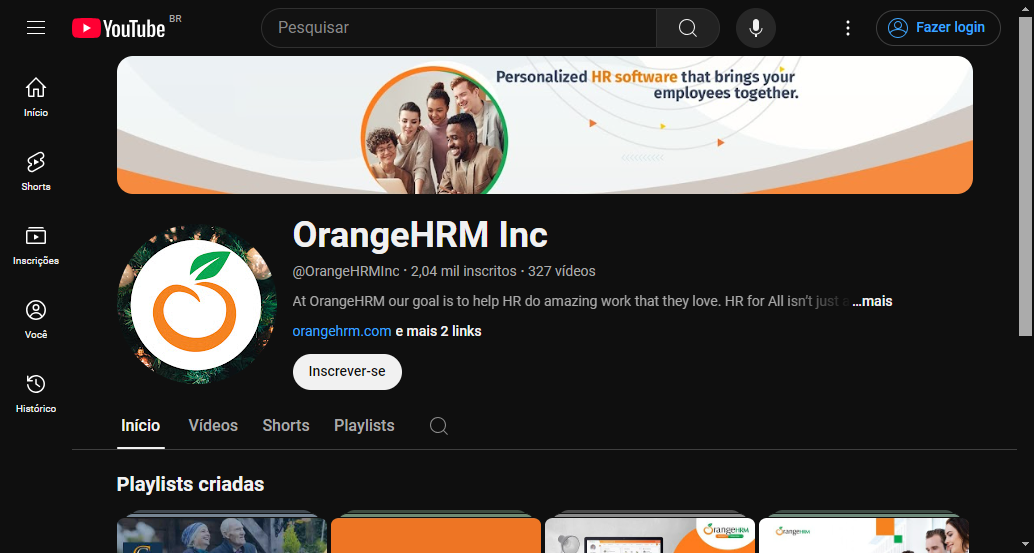 YouTube BR
Pesquisar
Fazer login
Início
Shorts
Inscrições
Você
Histórico
Personalized HR software that brings your
employees together.
OrangeHRM Inc
@OrangeHRMInc • 2,04 mil inscritos • 327 vídeos
At OrangeHRM our goal is to help HR do amazing work that they love. HR for All isn't just a ...mais
orangehrm.com e mais 2 links
Inscrever-se
Início Vídeos Shorts Playlists
Playlists criadas
OrangeHRM
OrangeHRM